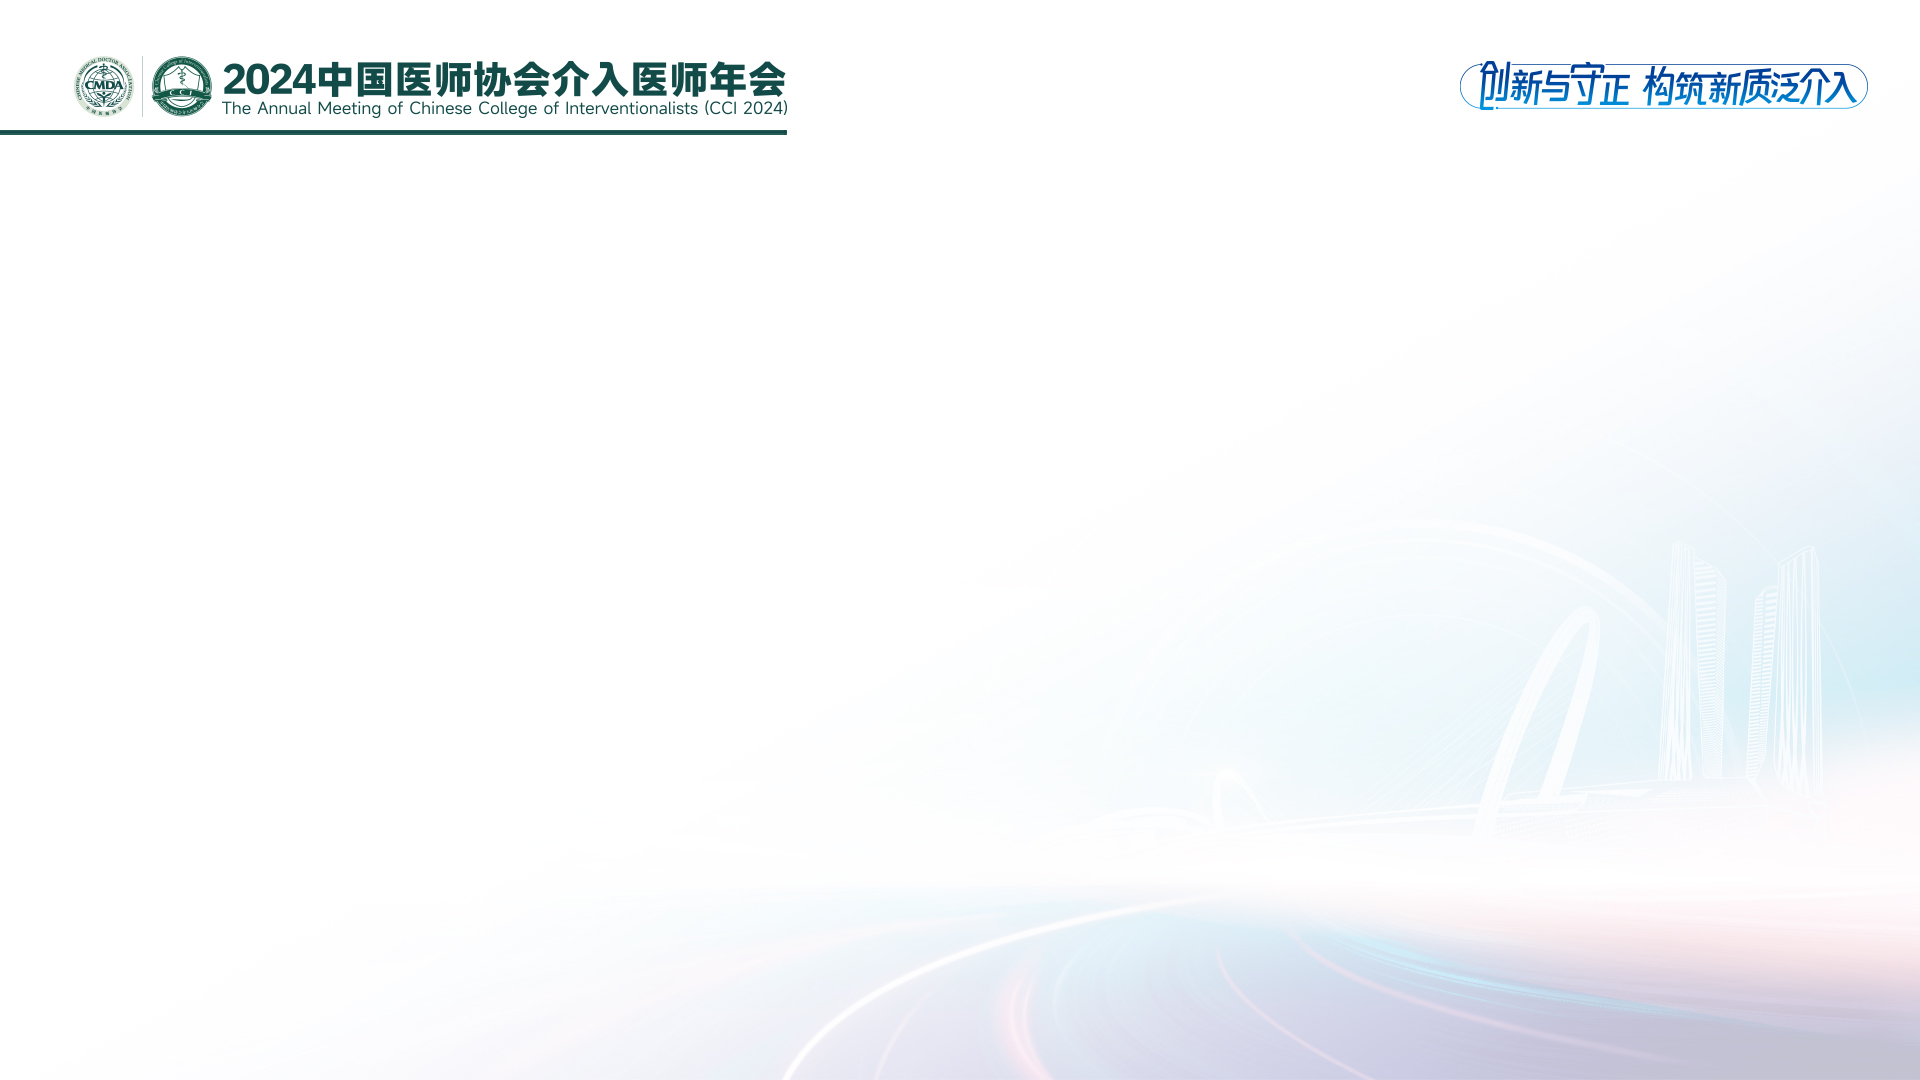 2024中国医师协会介入医师年会
The Annual Meeting of Chinese College of Interventionalists (CCI 2024)
创新与守正 构筑新质泛介入
CMDA
CCI